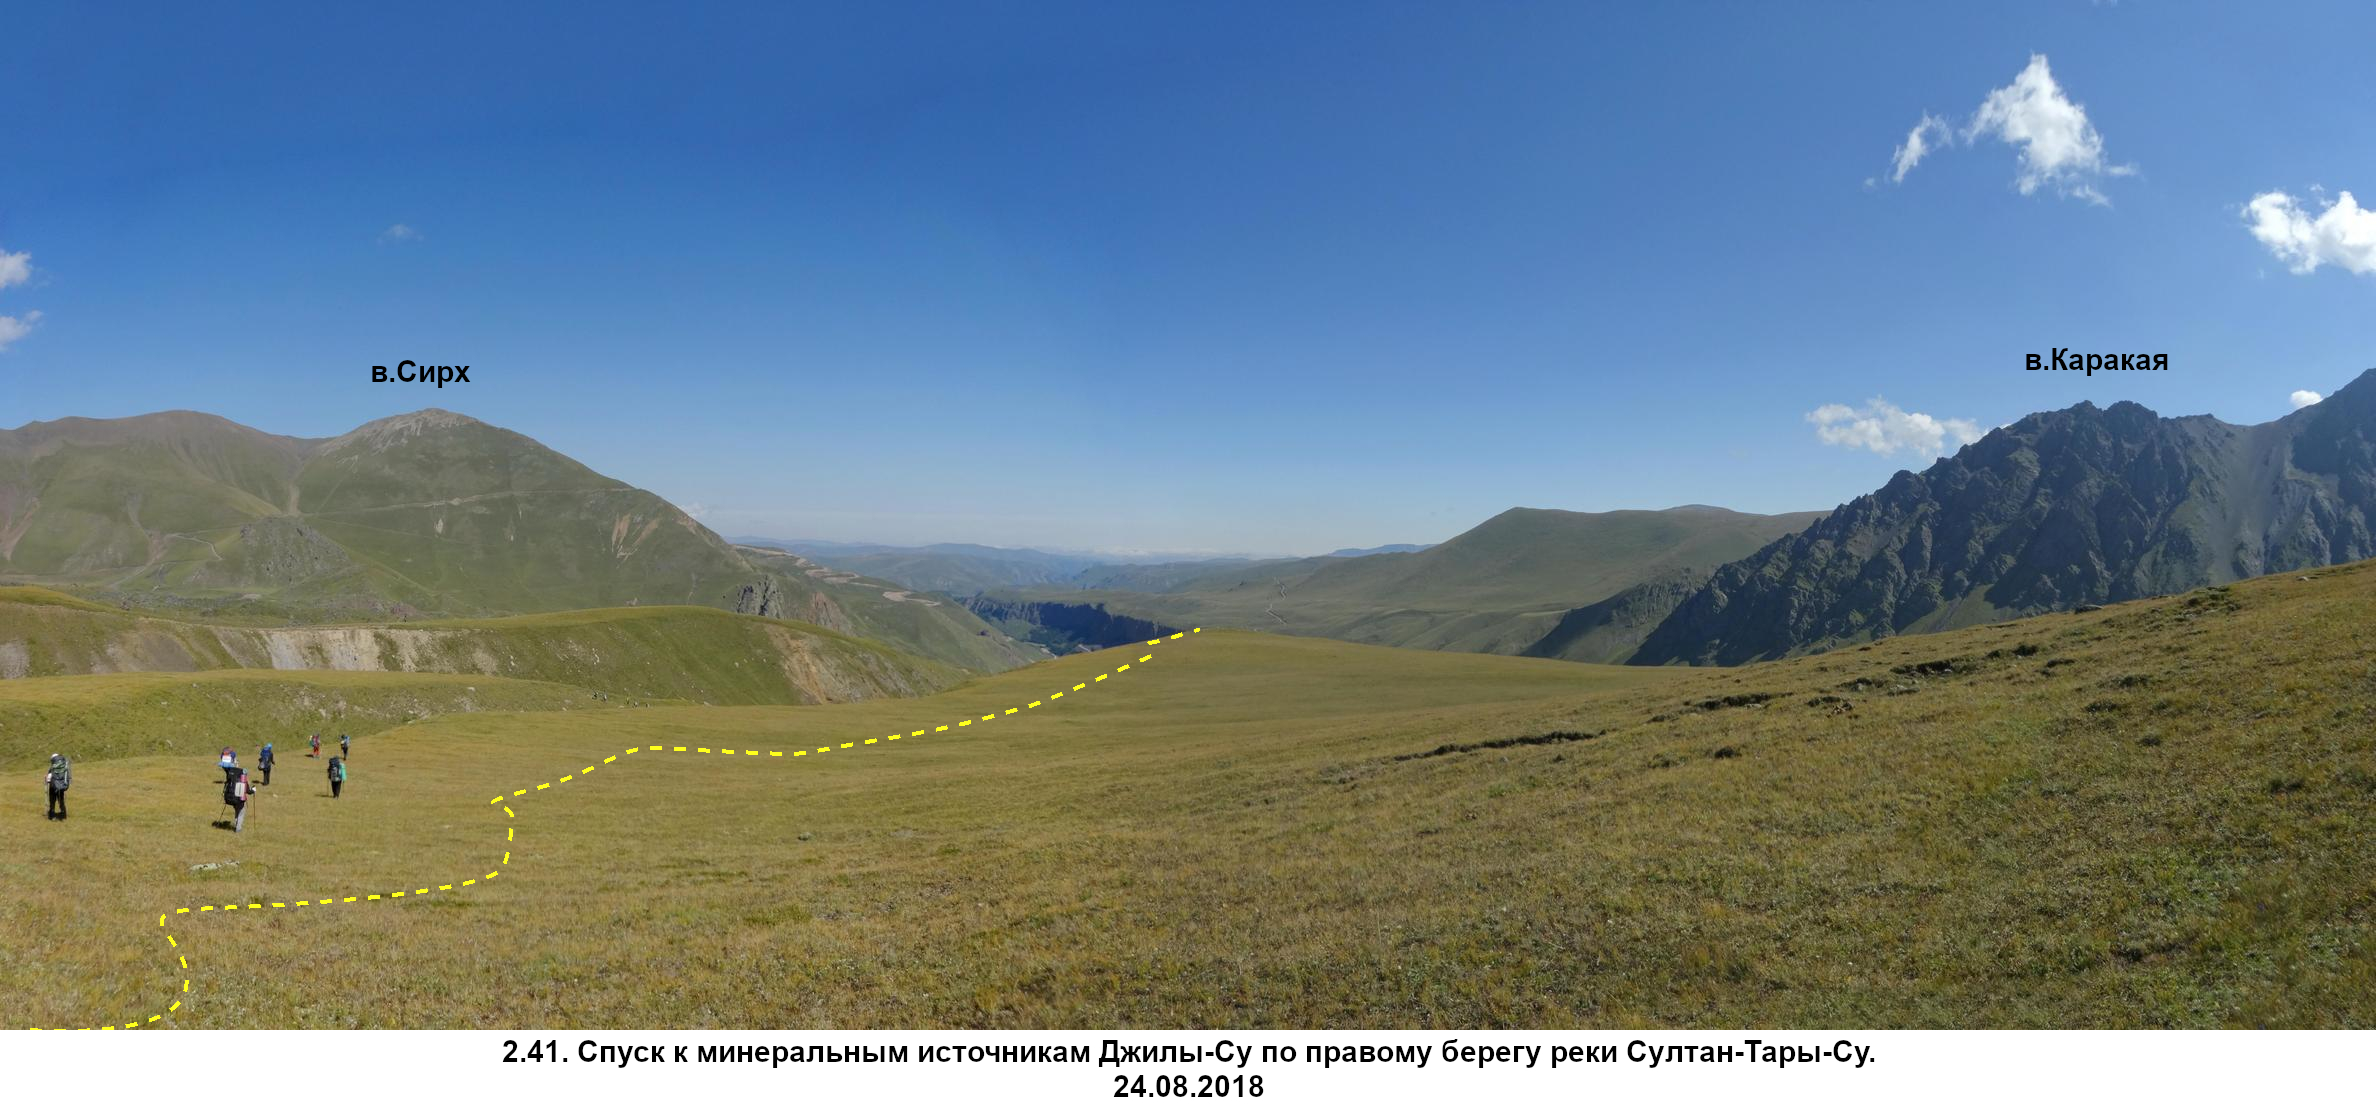 в.Сирх
в.Каракая
2.41. Спуск к минеральным источникам Джилы-Су по правому берегу реки Султан-Тары-Су.
24.08.2018